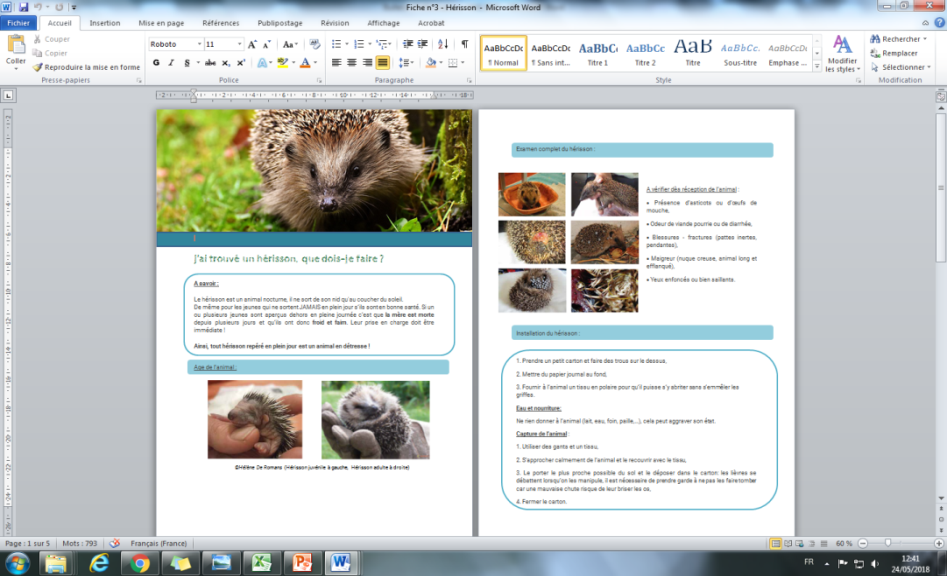 Fiche n°3 - Hérisson - Microsoft Word
Fichier Accueil Insertion Mise en page Références Publipostage Révision Affichage Acrobat
Coller
Couper
Copier
Reproduire la mise en forme
Presse-papiers
Roboto 11
G I S abc x₂ x²
Police
Paragraphe
AaBbCcDc AaBbCcDc AaBbC AaBbCc AaB AaBbCc. AaBbCcDc
¶ Normal ¶ Sans int... Titre 1 Titre 2 Titre Sous-titre Emphase ...
Modifier les styles
Style
Rechercher
Remplacer
Sélectionner
Modification
J'ai trouvé un hérisson, que dois-je faire ?
A savoir :
Le hérisson est un animal nocturne, il ne sort de son nid qu'au coucher du soleil.
De même pour les jeunes qui ne sortent JAMAIS en plein jour s'ils sont en bonne santé. Si un
ou plusieurs jeunes sont aperçus dehors en pleine journée c'est que la mère est morte
depuis plusieurs jours et qu'ils ont donc froid et faim. Leur prise en charge doit être
immédiate !
Ainsi, tout hérisson repéré en plein jour est un animal en détresse !
Age de l'animal :
©Hélène De Romans (Hérisson juvénile à gauche, Hérisson adulte à droite)
Examen complet du hérisson :
A vérifier dès réception de l'animal :
• Présence d'asticots ou d'œufs de
mouche,
• Odeur de viande pourrie ou de diarrhée,
• Blessures - fractures (pattes inertes,
pendantes),
• Maigreur (nuque creuse, animal long et
efflanqué),
• Yeux enfoncés ou bien saillants.
Installation du hérisson :
1. Prendre un petit carton et faire des trous sur le dessus,
2. Mettre du papier journal au fond,
3. Fournir à l'animal un tissu en polaire pour qu'il puisse s'y abriter sans s'emmêler les
griffes.
Eau et nourriture:
Ne rien donner à l'animal (lait, eau, foin, paille,...), cela peut aggraver son état.
Capture de l'animal :
1. Utiliser des gants et un tissu,
2. S'approcher calmement de l'animal et le recouvrir avec le tissu,
3. Le porter le plus proche possible du sol et le déposer dans le carton; les lièvres se
débattent lorsqu'on les manipule, il est nécessaire de prendre garde à ne pas les faire tomber
car une mauvaise chute risque de leur briser les os,
4. Fermer le carton.
Page : 1 sur 5 Mots : 793 Français (France) 60 %
FR
12:41
24/05/2018